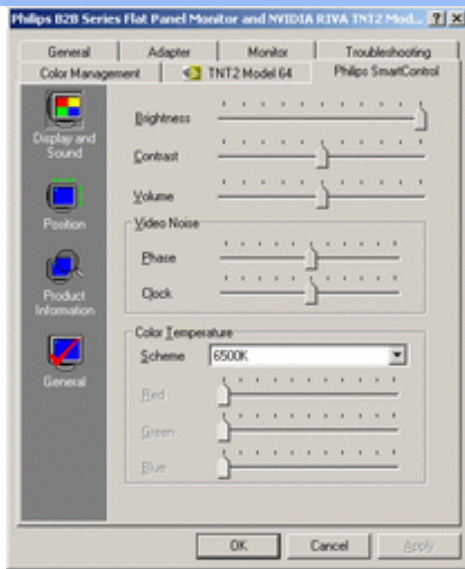 Philips B2B Series Flat Panel Monitor and NVIDIA RIVA TNT2 Mod...
General Adapter Monitor Troubleshooting
Color Management TNT2 Model 64 Philips SmartControl
Display and
Sound
Position
Product
Information
General
Brightness
Contrast
Volume
Video Noise
Phase
Clock
Color Temperature
Scheme 6500K
Red
Green
Blue
OK Cancel Apply